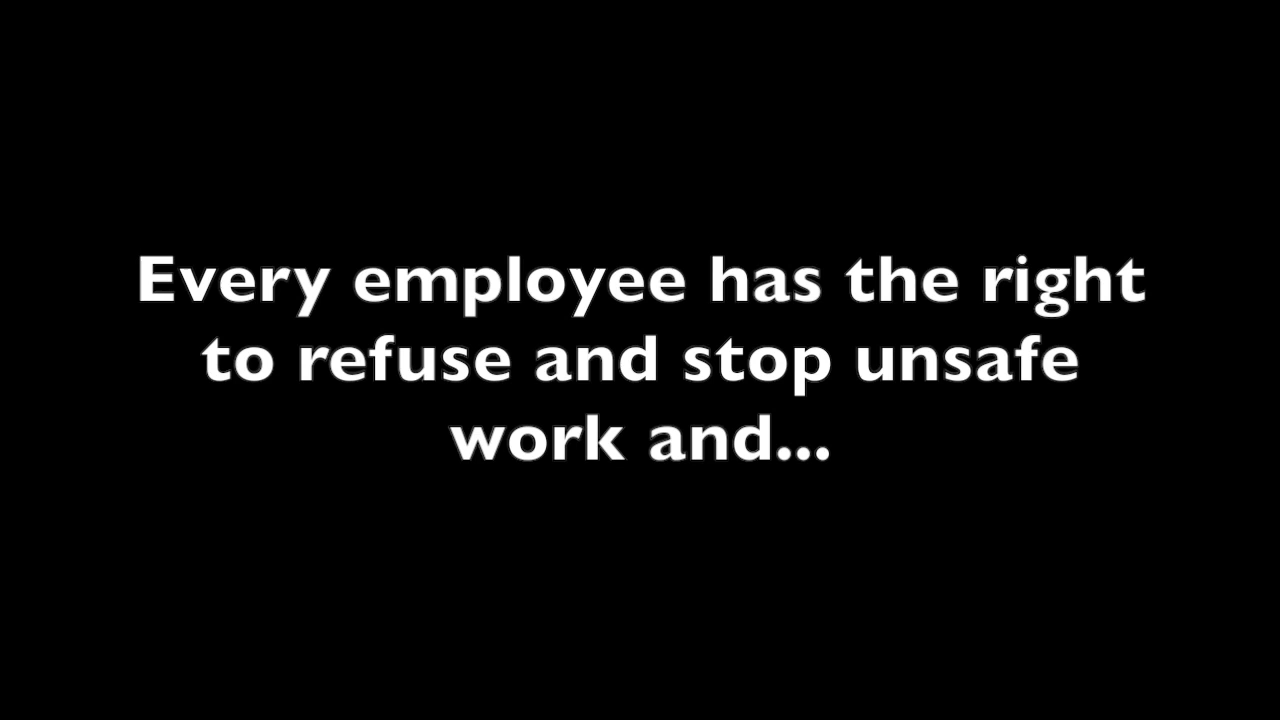 Every employee has the right
to refuse and stop unsafe
work and...